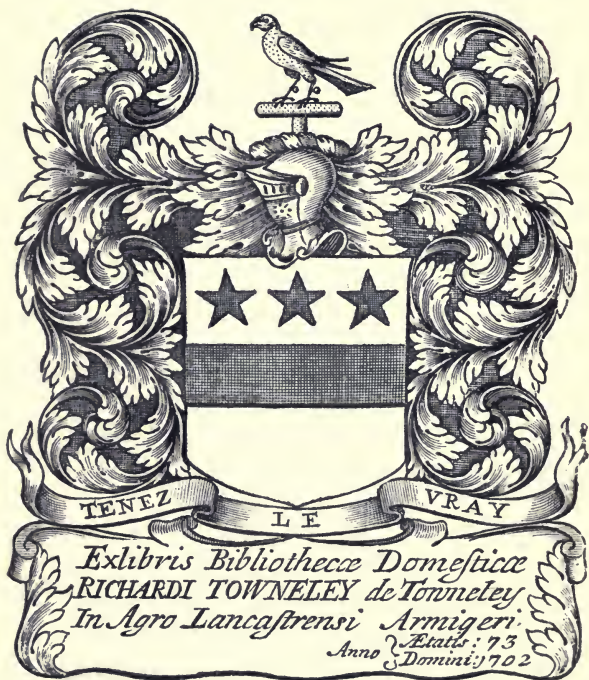 TENEZ LE VRAY
Exlibris Bibliothecæ Domeſticæ
RICHARDI TOWNELEY de Towneley
In Agro Lancaſtrensi Armigeri:
Anno } Ætatis: 73
Domini: 1702